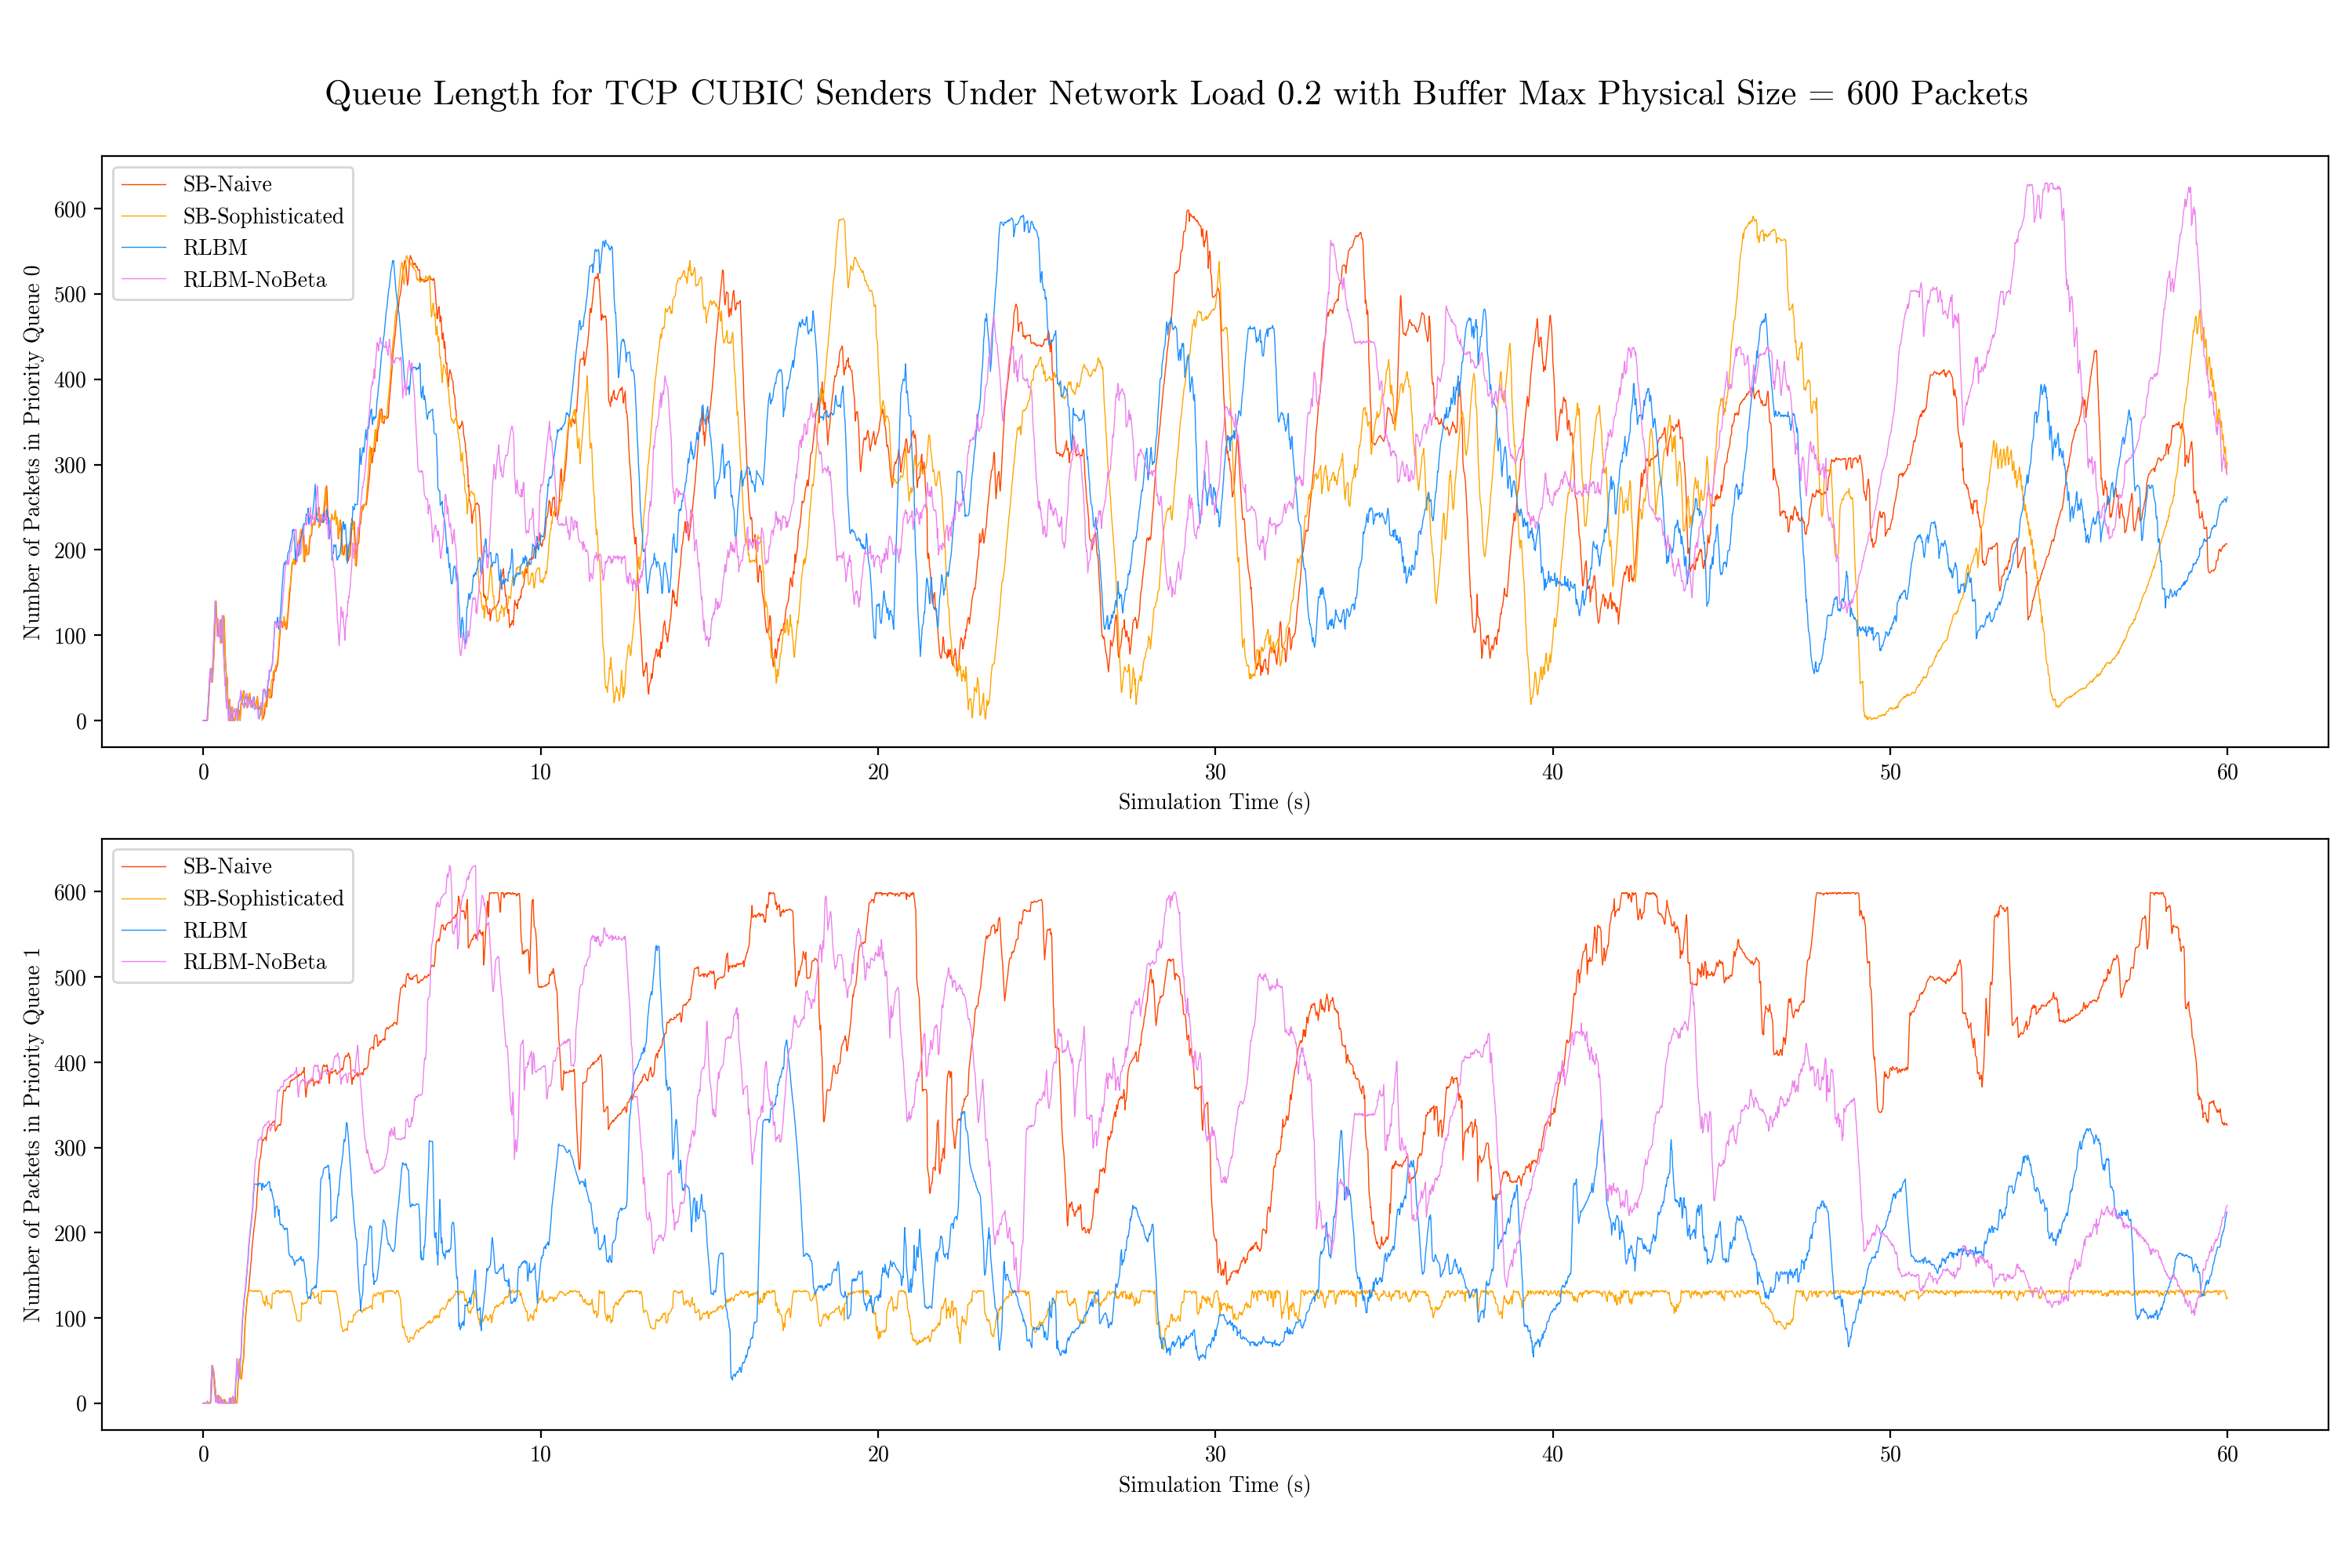 Queue Length for TCP CUBIC Senders Under Network Load 0.2 with Buffer Max Physical Size = 600 Packets
SB-Naive
SB-Sophisticated
RLBM
RLBM-NoBeta
Number of Packets in Priority Queue 0
600
500
400
300
200
100
0
0 10 20 30 40 50 60
Simulation Time (s)
SB-Naive
SB-Sophisticated
RLBM
RLBM-NoBeta
Number of Packets in Priority Queue 1
600
500
400
300
200
100
0
0 10 20 30 40 50 60
Simulation Time (s)